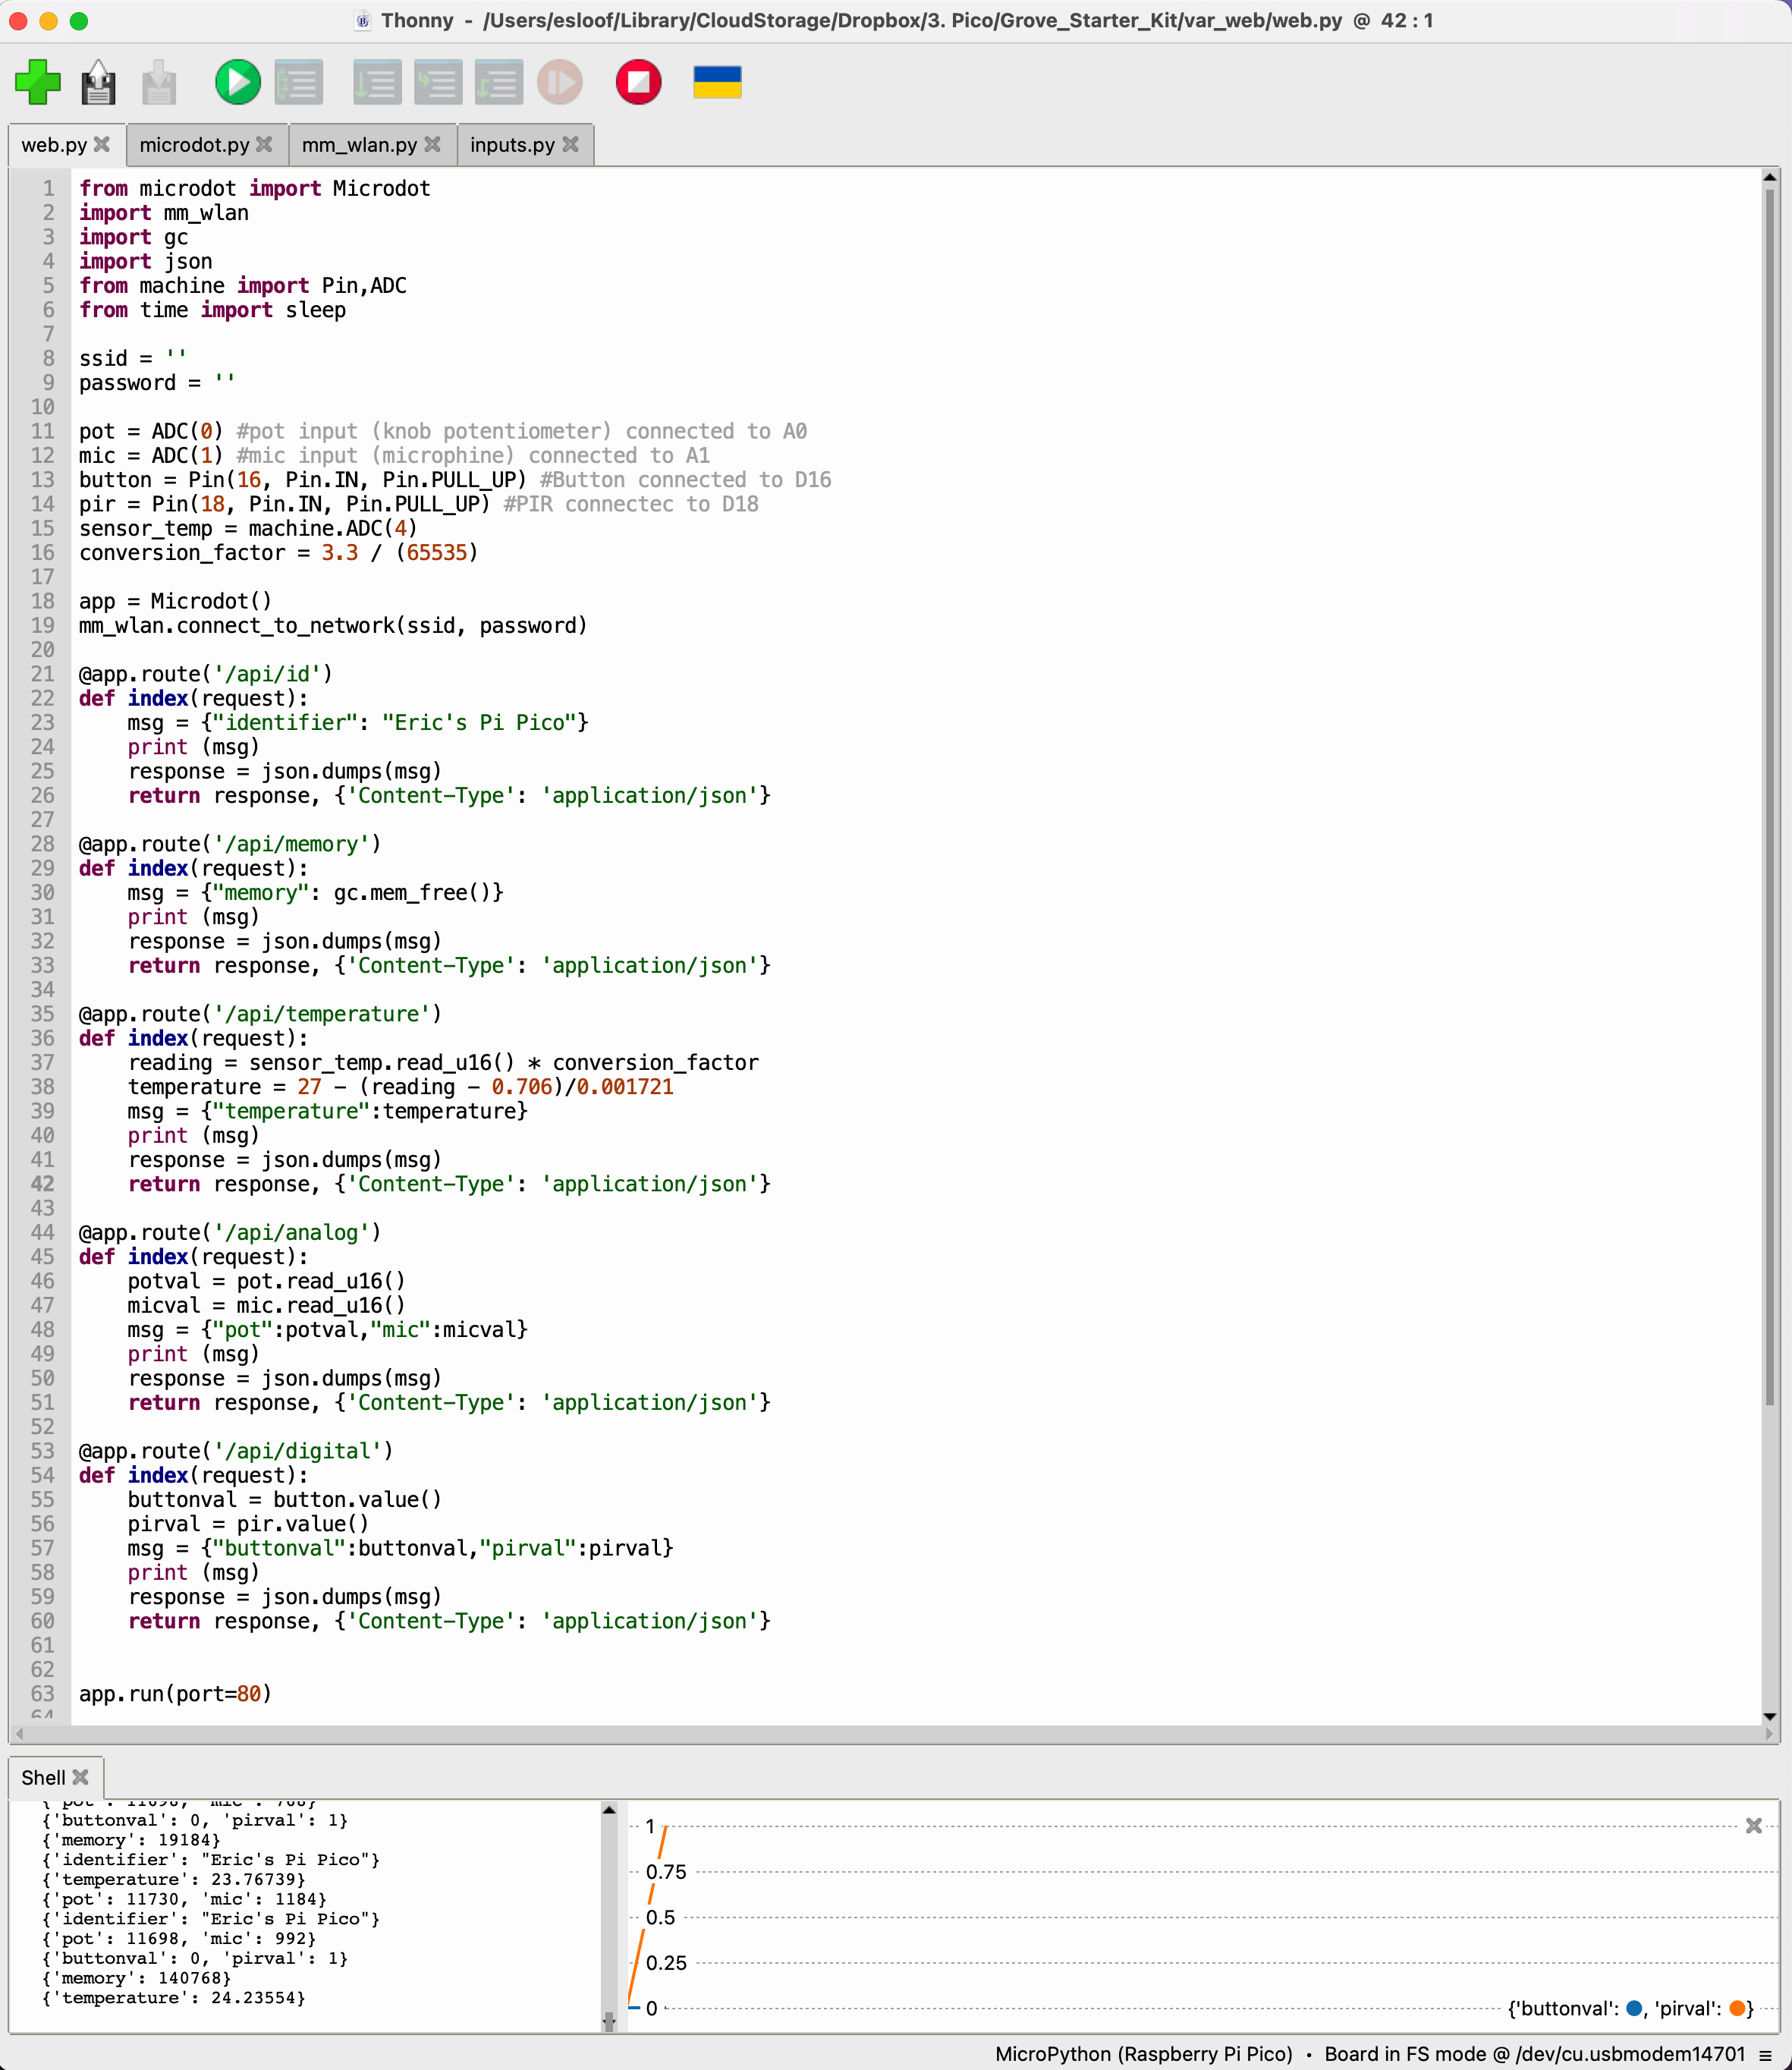 Thonny - /Users/esloof/Library/CloudStorage/Dropbox/3. Pico/Grove_Starter_Kit/var_web/web.py @ 42 : 1
web.py microdot.py mm_wlan.py inputs.py
1 from microdot import Microdot
2 import mm_wlan
3 import gc
4 import json
5 from machine import Pin,ADC
6 from time import sleep
7
8 ssid = ''
9 password = ''
10
11 pot = ADC(0) #pot input (knob potentiometer) connected to A0
12 mic = ADC(1) #mic input (microphine) connected to A1
13 button = Pin(16, Pin.IN, Pin.PULL_UP) #Button connected to D16
14 pir = Pin(18, Pin.IN, Pin.PULL_UP) #PIR connectec to D18
15 sensor_temp = machine.ADC(4)
16 conversion_factor = 3.3 / (65535)
17
18 app = Microdot()
19 mm_wlan.connect_to_network(ssid, password)
20
21 @app.route('/api/id')
22 def index(request):
23     msg = {"identifier": "Eric's Pi Pico"}
24     print (msg)
25     response = json.dumps(msg)
26     return response, {'Content-Type': 'application/json'}
27
28 @app.route('/api/memory')
29 def index(request):
30     msg = {"memory": gc.mem_free()}
31     print (msg)
32     response = json.dumps(msg)
33     return response, {'Content-Type': 'application/json'}
34
35 @app.route('/api/temperature')
36 def index(request):
37     reading = sensor_temp.read_u16() * conversion_factor
38     temperature = 27 - (reading - 0.706)/0.001721
39     msg = {"temperature":temperature}
40     print (msg)
41     response = json.dumps(msg)
42     return response, {'Content-Type': 'application/json'}
43
44 @app.route('/api/analog')
45 def index(request):
46     potval = pot.read_u16()
47     micval = mic.read_u16()
48     msg = {"pot":potval,"mic":micval}
49     print (msg)
50     response = json.dumps(msg)
51     return response, {'Content-Type': 'application/json'}
52
53 @app.route('/api/digital')
54 def index(request):
55     buttonval = button.value()
56     pirval = pir.value()
57     msg = {"buttonval":buttonval,"pirval":pirval}
58     print (msg)
59     response = json.dumps(msg)
60     return response, {'Content-Type': 'application/json'}
61
62
63 app.run(port=80)
64
Shell
{'pot': 11698, 'mic': 768}
{'buttonval': 0, 'pirval': 1}
{'memory': 19184}
{'identifier': "Eric's Pi Pico"}
{'temperature': 23.76739}
{'pot': 11730, 'mic': 1184}
{'identifier': "Eric's Pi Pico"}
{'pot': 11698, 'mic': 992}
{'buttonval': 0, 'pirval': 1}
{'memory': 140768}
{'temperature': 24.23554}
1
0.75
0.5
0.25
0
{'buttonval': , 'pirval': }
MicroPython (Raspberry Pi Pico) • Board in FS mode @ /dev/cu.usbmodem14701 ≡